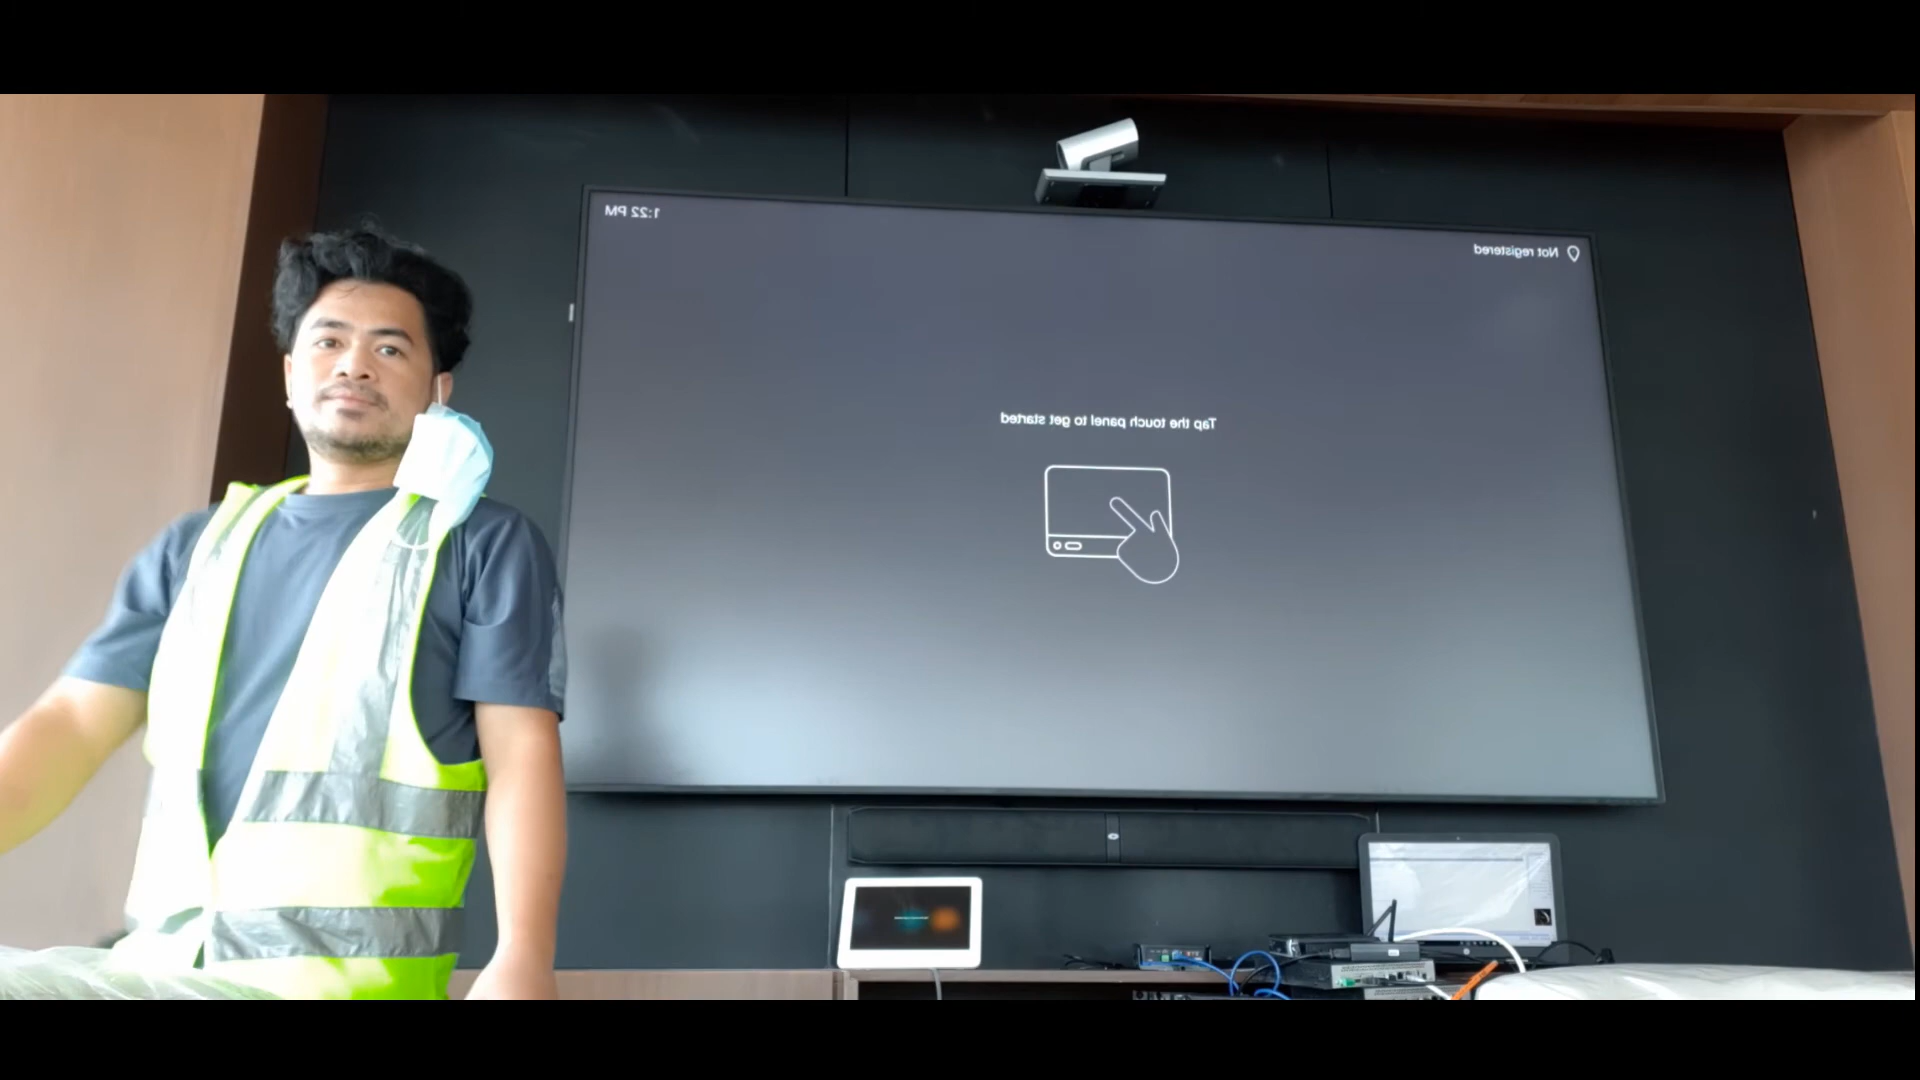 1:22 PM
Not registered
Tap the touch panel to get started